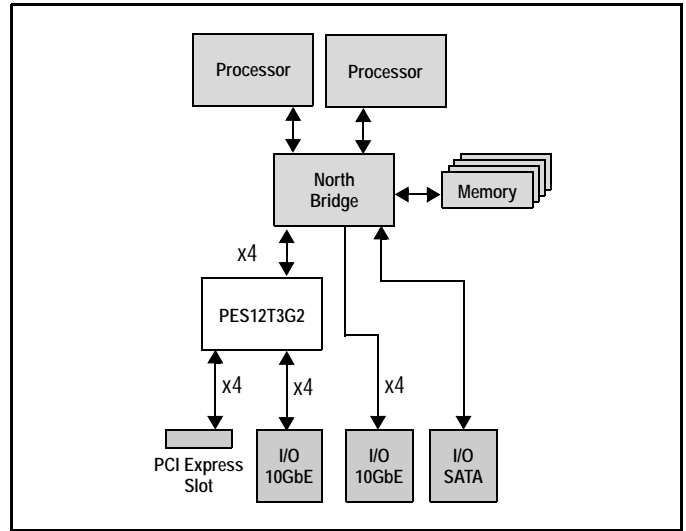 Processor
Processor
North
Bridge
Memory
x4
PES12T3G2
x4
x4
x4
PCI Express
Slot
I/O
10GbE
I/O
10GbE
I/O
SATA